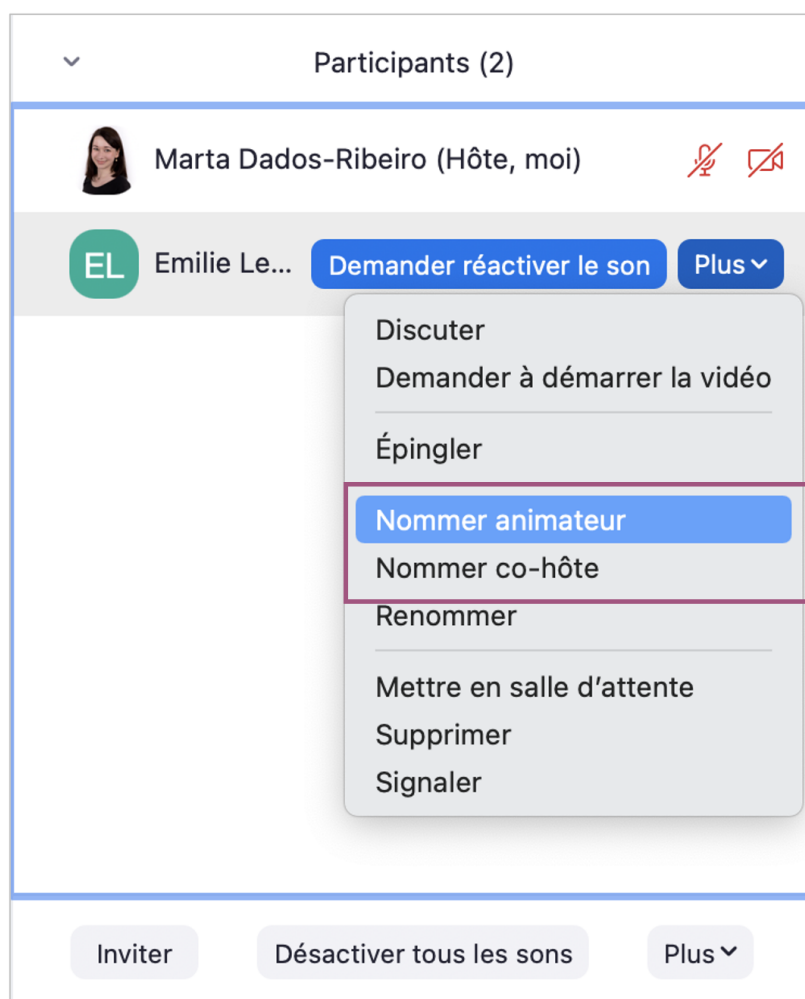 Participants (2)
Marta Dados-Ribeiro (Hôte, moi)
EL Emilie Le... Demander réactiver le son Plus
Discuter
Demander à démarrer la vidéo
Épingler
Nommer animateur
Nommer co-hôte
Renommer
Mettre en salle d’attente
Supprimer
Signaler
Inviter Désactiver tous les sons Plus